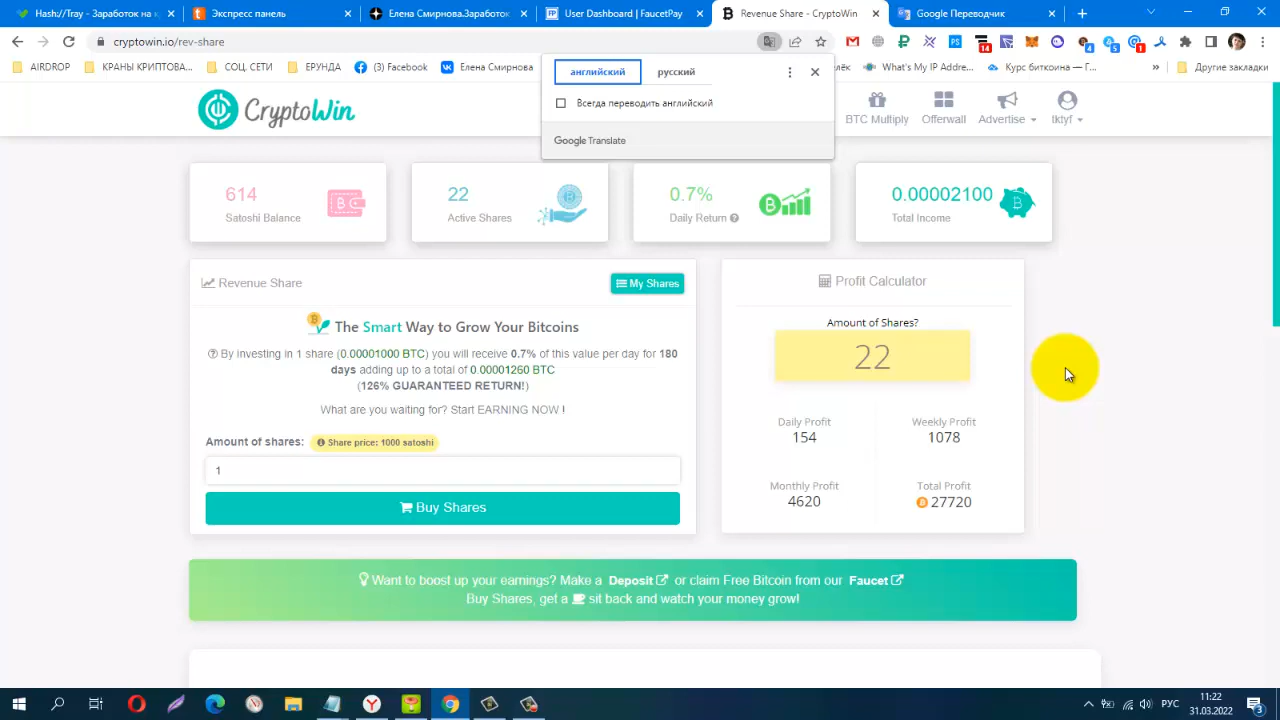 Hash://Tray - Заработок на к
Экспресс панель
Елена Смирнова.Заработок
User Dashboard | FaucetPay
Revenue Share - CryptoWin
Google Переводчик
cryptowin.io/rev-share
AIRDROP
КРАНЫ КРИПТОВА...
СОЦ. СЕТИ
ЕРУНДА
(3) Facebook
Елена Смирнова
What's My IP Addre...
Курс биткоина — Г...
Другие закладки
английский
русский
Всегда переводить английский
Google Translate
CryptoWin
BTC Multiply
Offerwall
Advertise
Iktyf
614
Satoshi Balance
22
Active Shares
0.7%
Daily Return
0.00002100
Total Income
Revenue Share
My Shares
The Smart Way to Grow Your Bitcoins
By investing in 1 share (0.00001000 BTC) you will receive 0.7% of this value per day for 180
days adding up to a total of 0.00001260 BTC
(126% GUARANTEED RETURN!)
What are you waiting for? Start EARNING NOW !
Amount of shares:
Share price: 1000 satoshi
1
Buy Shares
Profit Calculator
Amount of Shares?
22
Daily Profit
154
Weekly Profit
1078
Monthly Profit
4620
Total Profit
27720
Want to boost up your earnings? Make a Deposit or claim Free Bitcoin from our Faucet
Buy Shares, get a sit back and watch your money grow!
РУС
11:22
31.03.2022